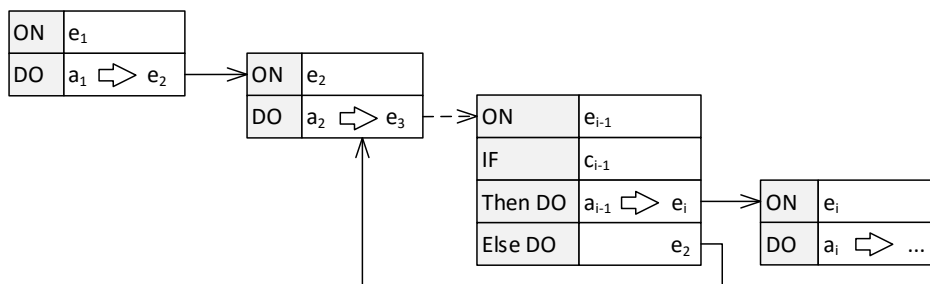 ON e₁
DO a₁ e₂
ON e₂
DO a₂ e₃
ON eᵢ₋₁
IF cᵢ₋₁
Then DO aᵢ₋₁ eᵢ
Else DO e₂
ON eᵢ
DO aᵢ ...